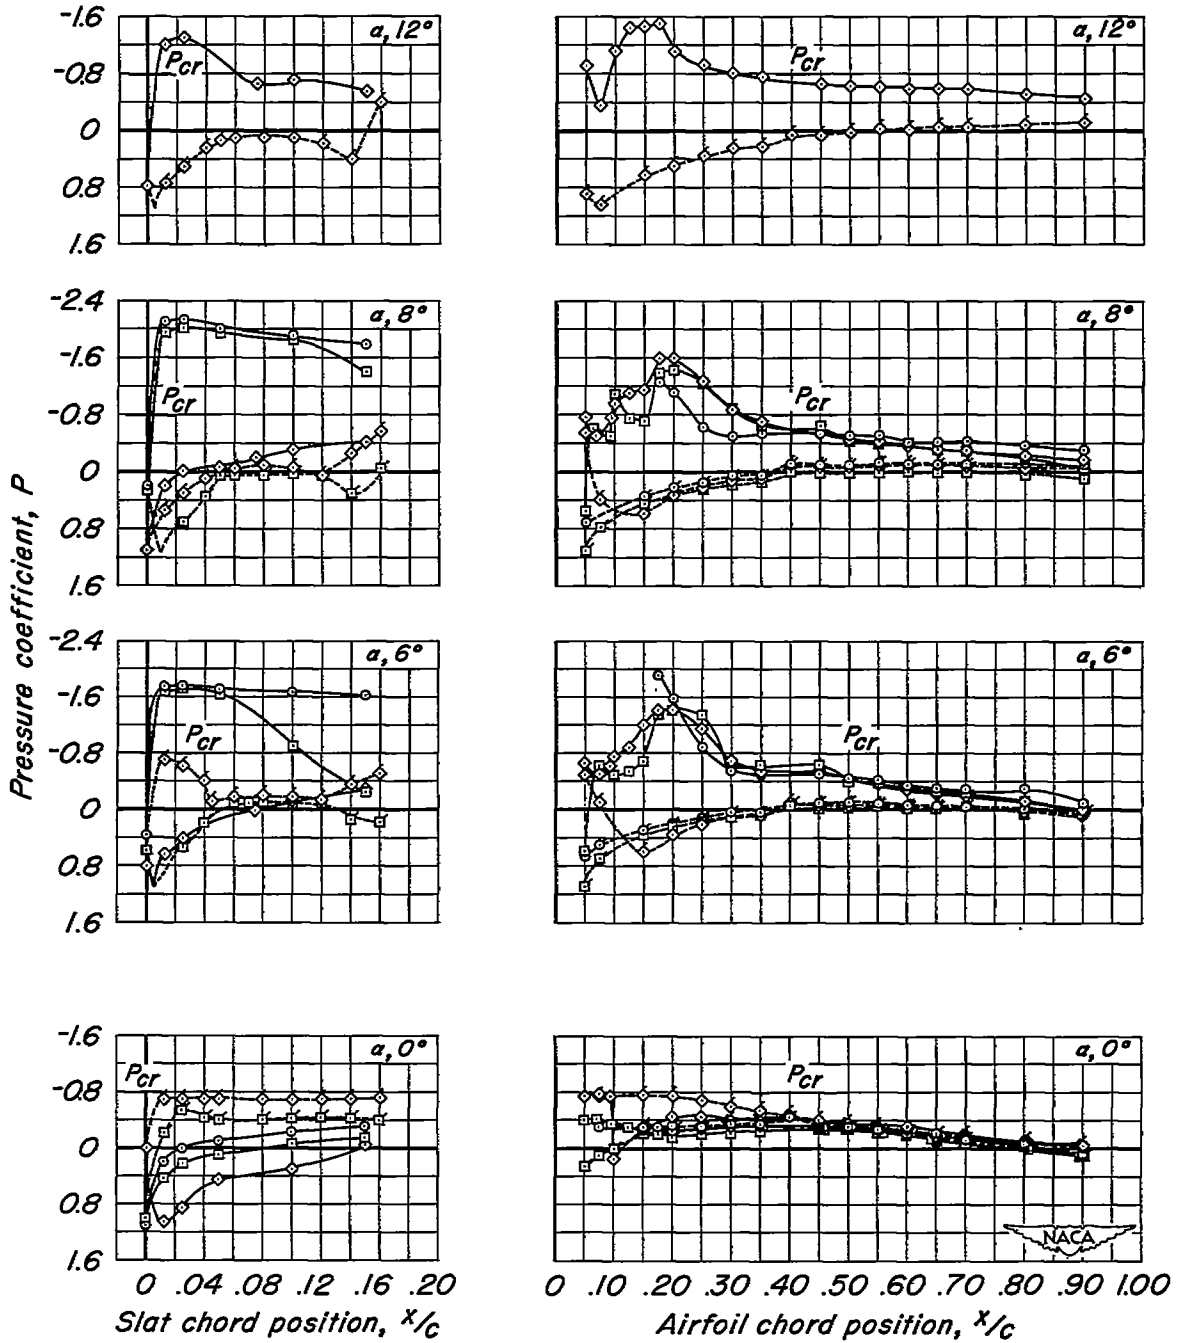 -1.6
-0.8
0
0.8
1.6
a, 12°
Pcr
a, 12°
Pcr
-2.4
-1.6
-0.8
0
0.8
1.6
a, 8°
Pcr
a, 8°
Pcr
Pressure coefficient, P
-2.4
-1.6
-0.8
0
0.8
1.6
a, 6°
Pcr
a, 6°
Pcr
-1.6
-0.8
0
0.8
1.6
a, 0°
Pcr
a, 0°
Pcr
NACA
0 .04 .08 .12 .16 .20
Slat chord position, x/c
0 .10 .20 .30 .40 .50 .60 .70 .80 .90 1.00
Airfoil chord position, x/c